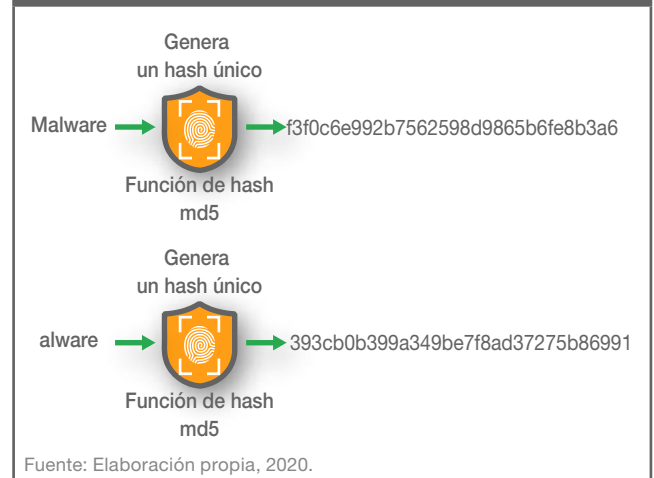 Genera
un hash único
Malware
f3f0c6e992b7562598d9865b6fe8b3a6
Función de hash
md5
Genera
un hash único
alware
393cb0b399a349be7f8ad37275b86991
Función de hash
md5
Fuente: Elaboración propia, 2020.